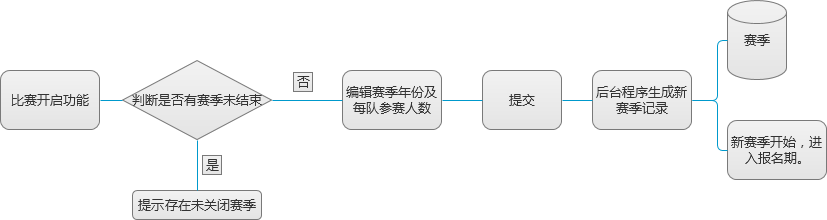 比赛开启功能
判断是否有赛季未结束
否
是
提示存在未关闭赛季
编辑赛季年份及
每队参赛人数
提交
后台程序生成新
赛季记录
赛季
新赛季开始，进
入报名期。